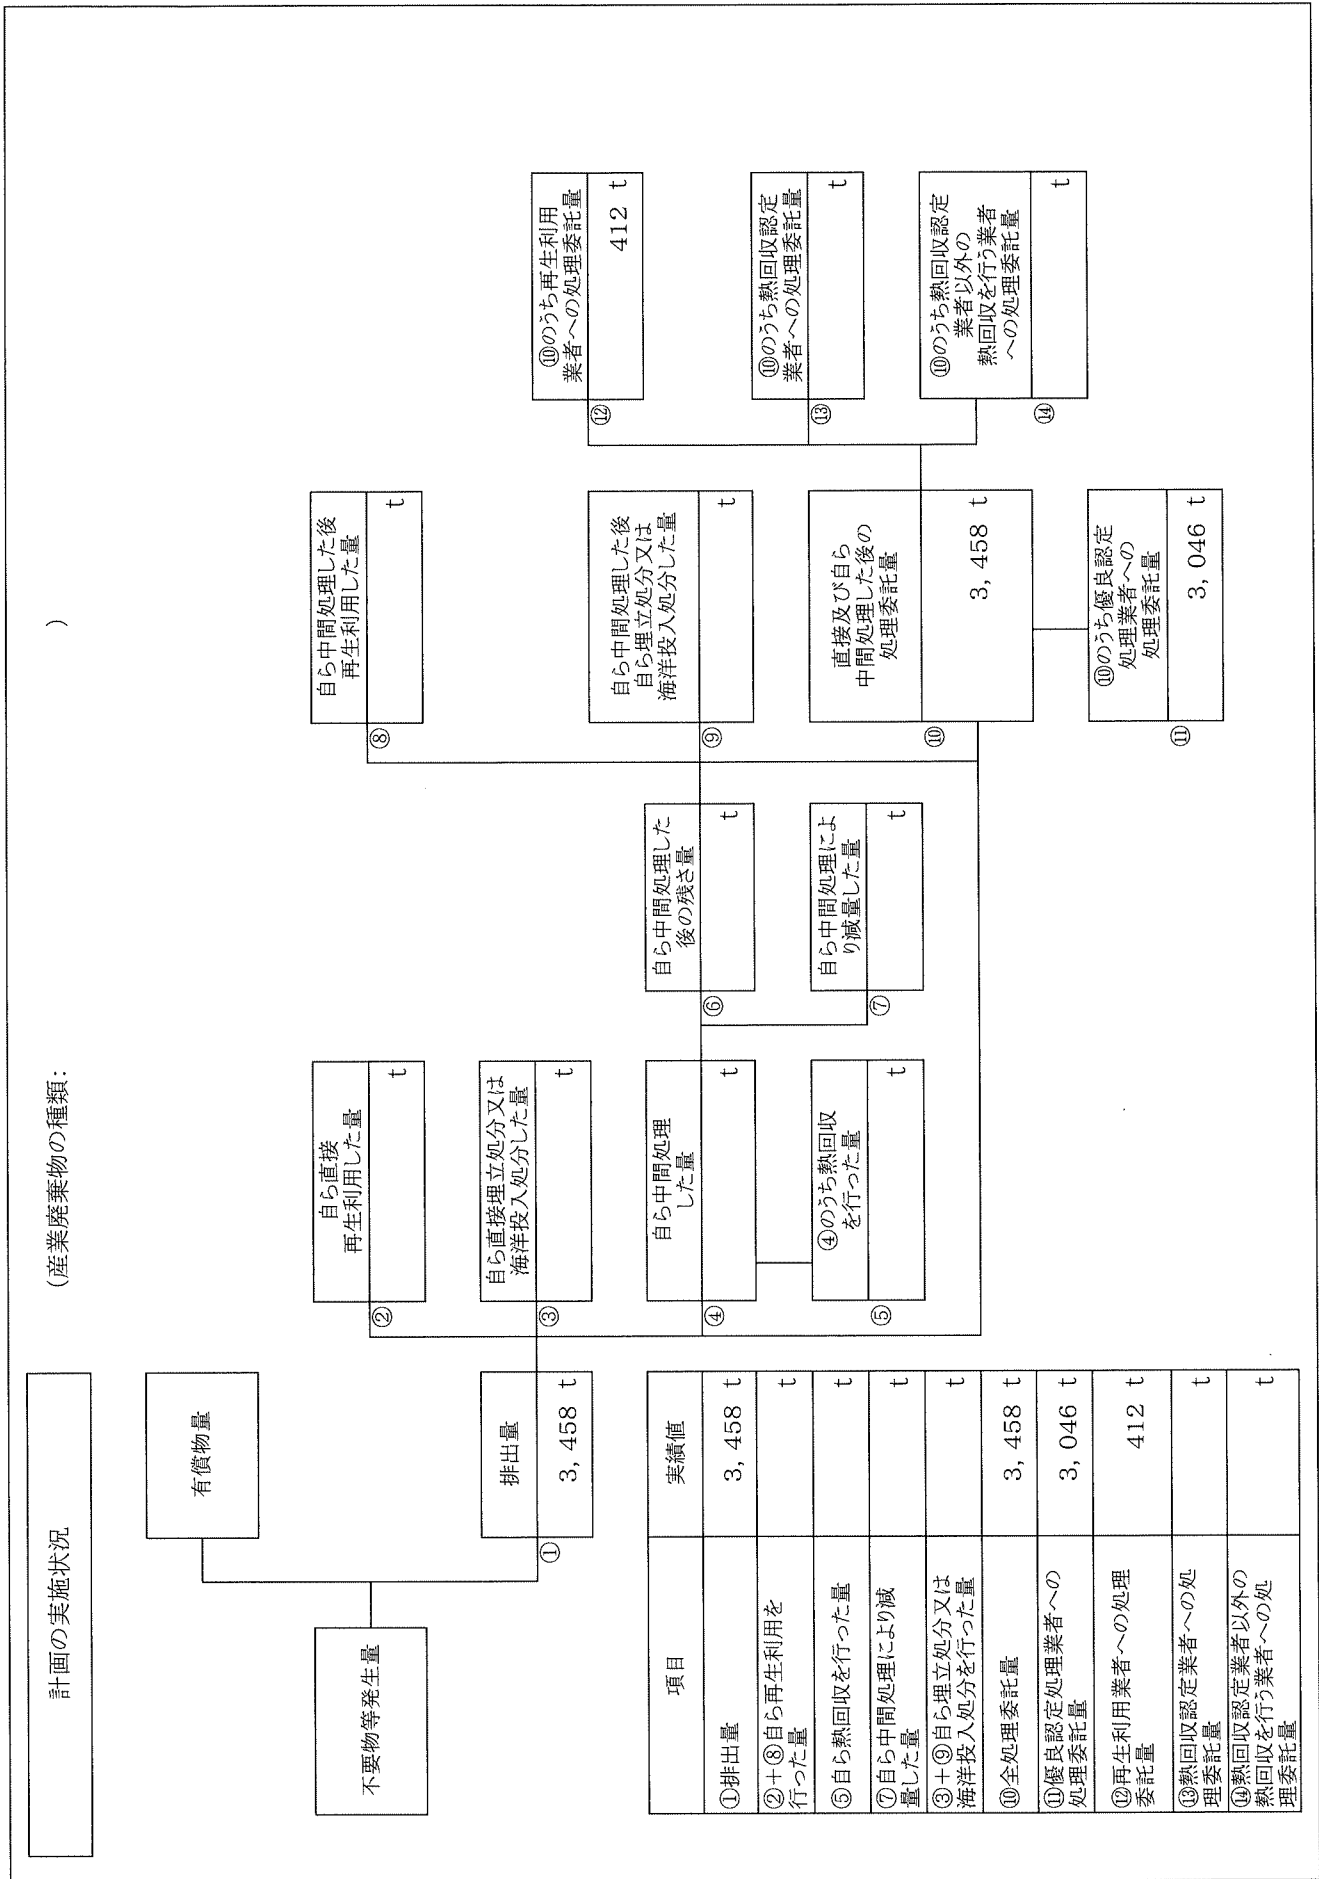 計画の実施状況
(産業廃棄物の種類： )
不要物等発生量
有償物量
①
排出量
3,458 t
②
自ら直接
再生利用した量
t
③
自ら直接埋立処分又は
海洋投入処分した量
t
④
自ら中間処理
した量
t
⑤
④のうち熱回収
を行った量
t
⑥
自ら中間処理した
後の残さ量
t
⑦
自ら中間処理によ
り減量した量
t
⑧
自ら中間処理した後
再生利用した量
t
⑨
自ら中間処理した後
自ら埋立処分又は
海洋投入処分した量
t
⑩
直接及び自ら
中間処理した後の
処理委託量
3,458 t
⑪
⑩のうち優良認定
処理業者への
処理委託量
3,046 t
⑫
⑩のうち再生利用
業者への処理委託量
412 t
⑬
⑩のうち熱回収認定
業者への処理委託量
t
⑭
⑩のうち熱回収認定
業者以外の
熱回収を行う業者
への処理委託量
t
項目 実績値
①排出量 3,458 t
②＋⑧自ら再生利用を
行った量 t
⑤自ら熱回収を行った量 t
⑦自ら中間処理により減
量した量 t
③＋⑨自ら埋立処分又は
海洋投入処分を行った量 t
⑩全処理委託量 3,458 t
⑪優良認定処理業者への
処理委託量 3,046 t
⑫再生利用業者への処理
委託量 412 t
⑬熱回収認定業者への処
理委託量 t
⑭熱回収認定業者以外の
熱回収を行う業者への処
理委託量 t